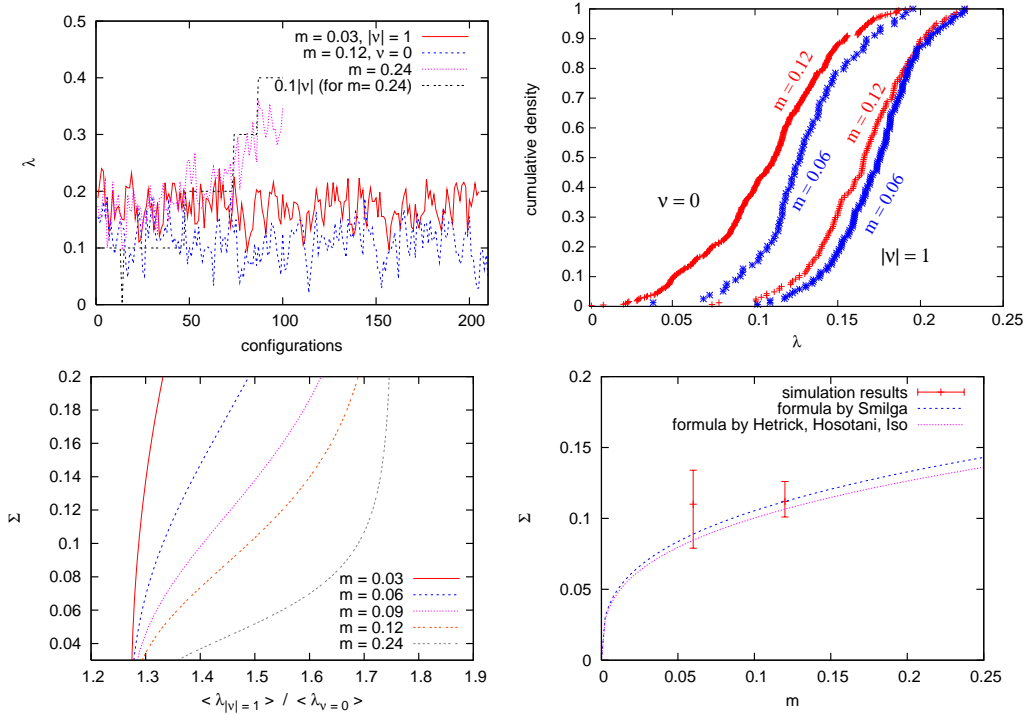 m = 0.03, |ν| = 1
m = 0.12, ν = 0
m = 0.24
0.1|ν| (for m= 0.24)
0.5
0.4
0.3
0.2
0.1
0
λ
0 50 100 150 200
configurations
1
0.9
0.8
0.7
0.6
0.5
0.4
0.3
0.2
0.1
0
cumulative density
m = 0.12
m = 0.06
m = 0.12
m = 0.06
ν = 0
|ν| = 1
0 0.05 0.1 0.15 0.2 0.25
λ
0.2
0.18
0.16
0.14
0.12
0.1
0.08
0.06
0.04
Σ
m = 0.03
m = 0.06
m = 0.09
m = 0.12
m = 0.24
1.2 1.3 1.4 1.5 1.6 1.7 1.8 1.9
< λ|ν| = 1 > / < λν = 0 >
simulation results
formula by Smilga
formula by Hetrick, Hosotani, Iso
0.2
0.15
0.1
0.05
0
Σ
0 0.05 0.1 0.15 0.2 0.25
m